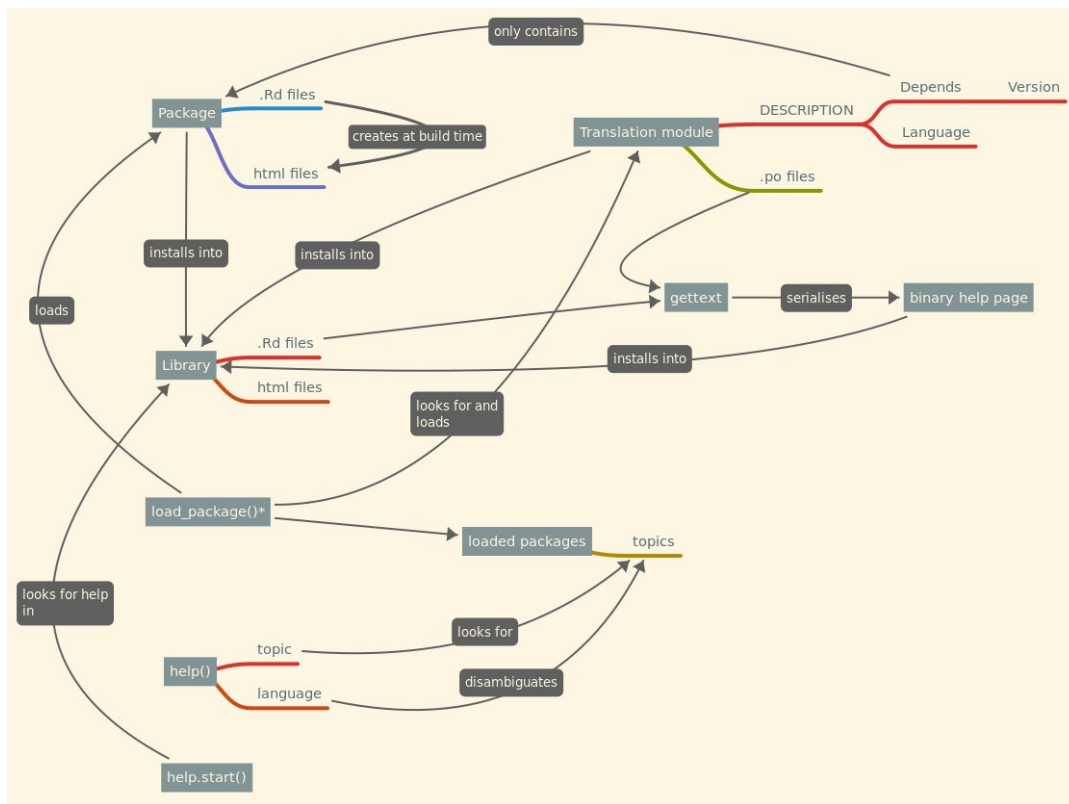 only contains
Package
.Rd files
creates at build time
html files
Translation module
DESCRIPTION
Depends
Version
Language
.po files
installs into
installs into
loads
gettext
serialises
binary help page
Library
.Rd files
html files
installs into
looks for and
loads
load_package()*
loaded packages
topics
looks for help
in
looks for
help()
topic
language
disambiguates
help.start()